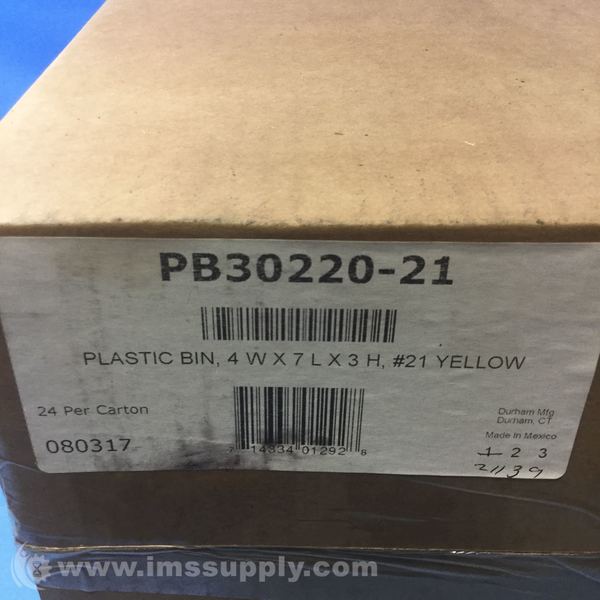 PB30220-21
PLASTIC BIN, 4 W X 7 L X 3 H, #21 YELLOW
24 Per Carton
Durham Mfg
Durham, CT
080317
Made In Mexico
7 14334 01292 8
1 2 3
21139
www.imssupply.com